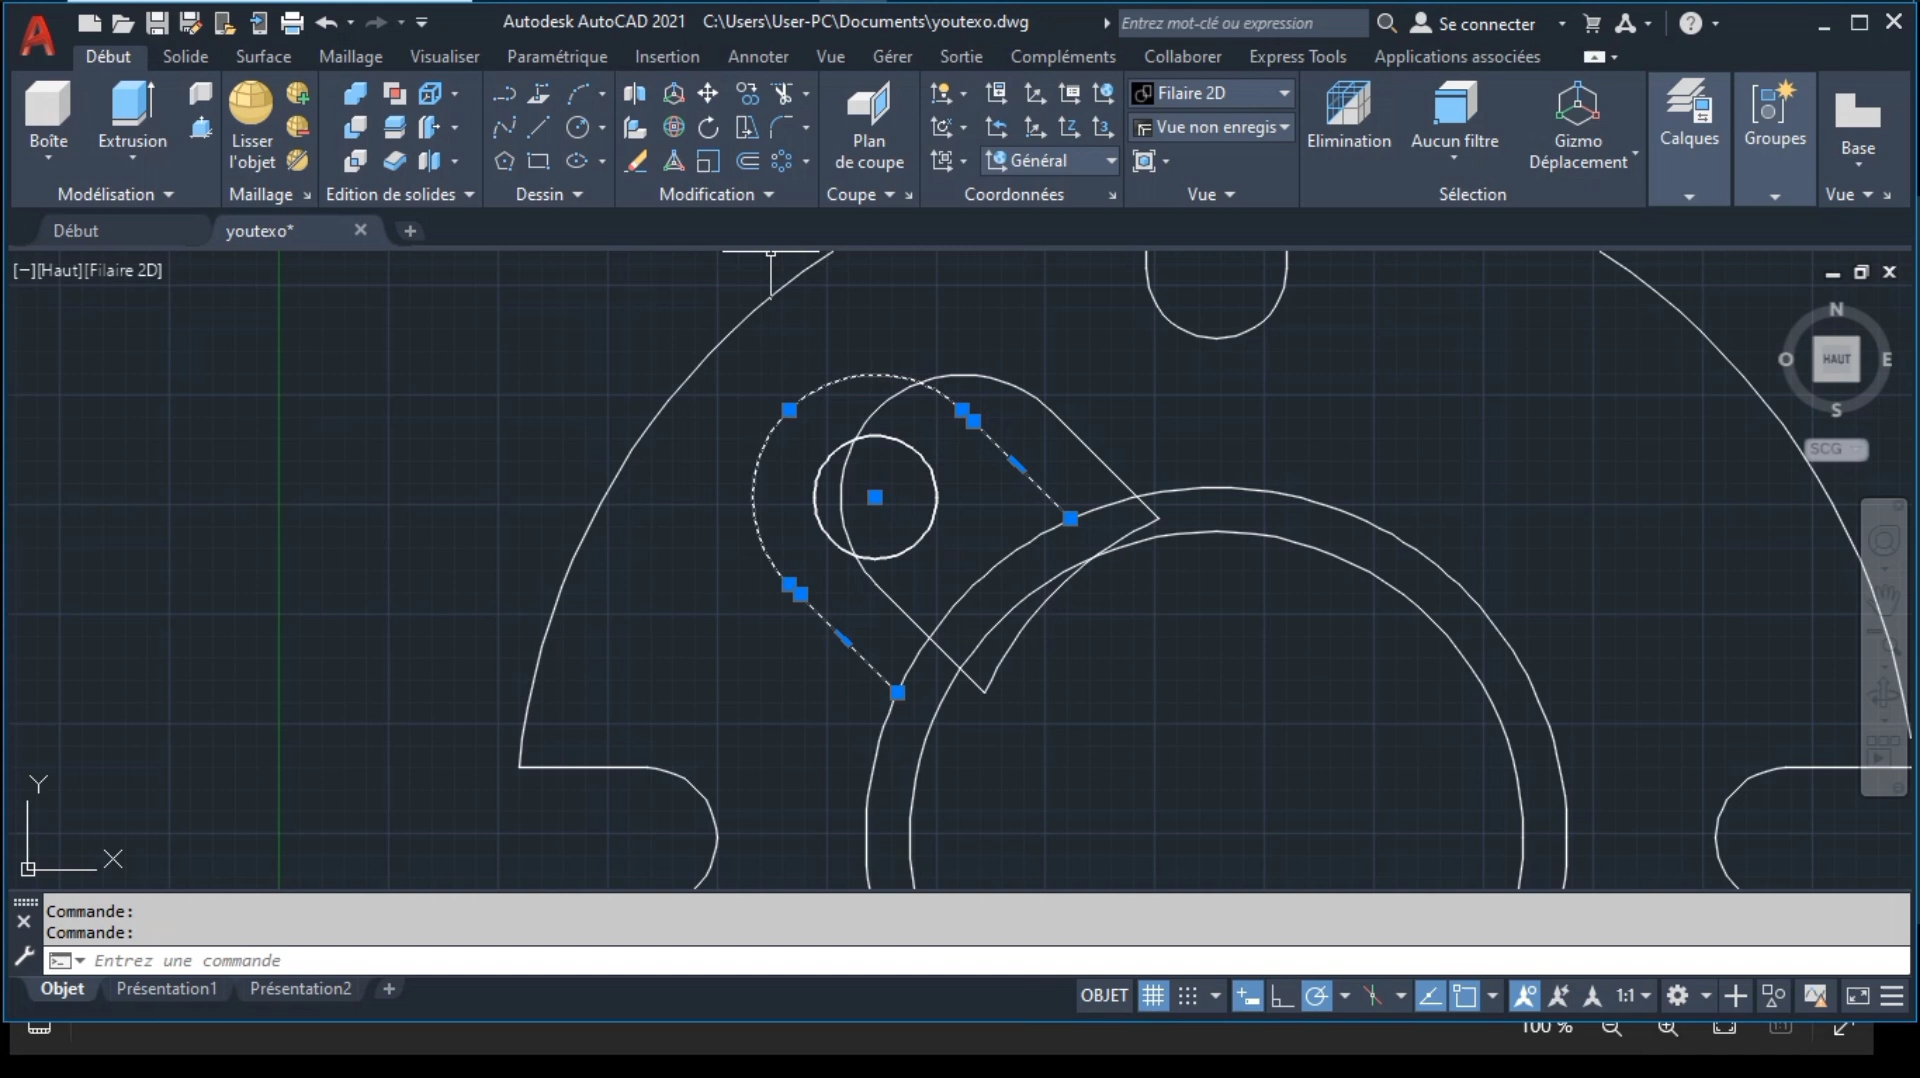 Autodesk AutoCAD 2021 C:\Users\User-PC\Documents\youtexo.dwg Entrez mot-clé ou expression Se connecter
Début Solide Surface Maillage Visualiser Paramétrique Insertion Annoter Vue Gérer Sortie Compléments Collaborer Express Tools Applications associées
Filaire 2D
Boîte Extrusion Lisser l'objet Plan de coupe Vue non enregis Elimination Aucun filtre Gizmo Déplacement Calques Groupes Base
Général
Modélisation Maillage Edition de solides Dessin Modification Coupe Coordonnées Vue Sélection Vue
Début youtexo*
[−][Haut][Filaire 2D]
N
O HAUT E
S
SCG
Y
X
Commande:
Commande:
Entrez une commande
Objet Présentation1 Présentation2
OBJET 1:1
100 %
1:1